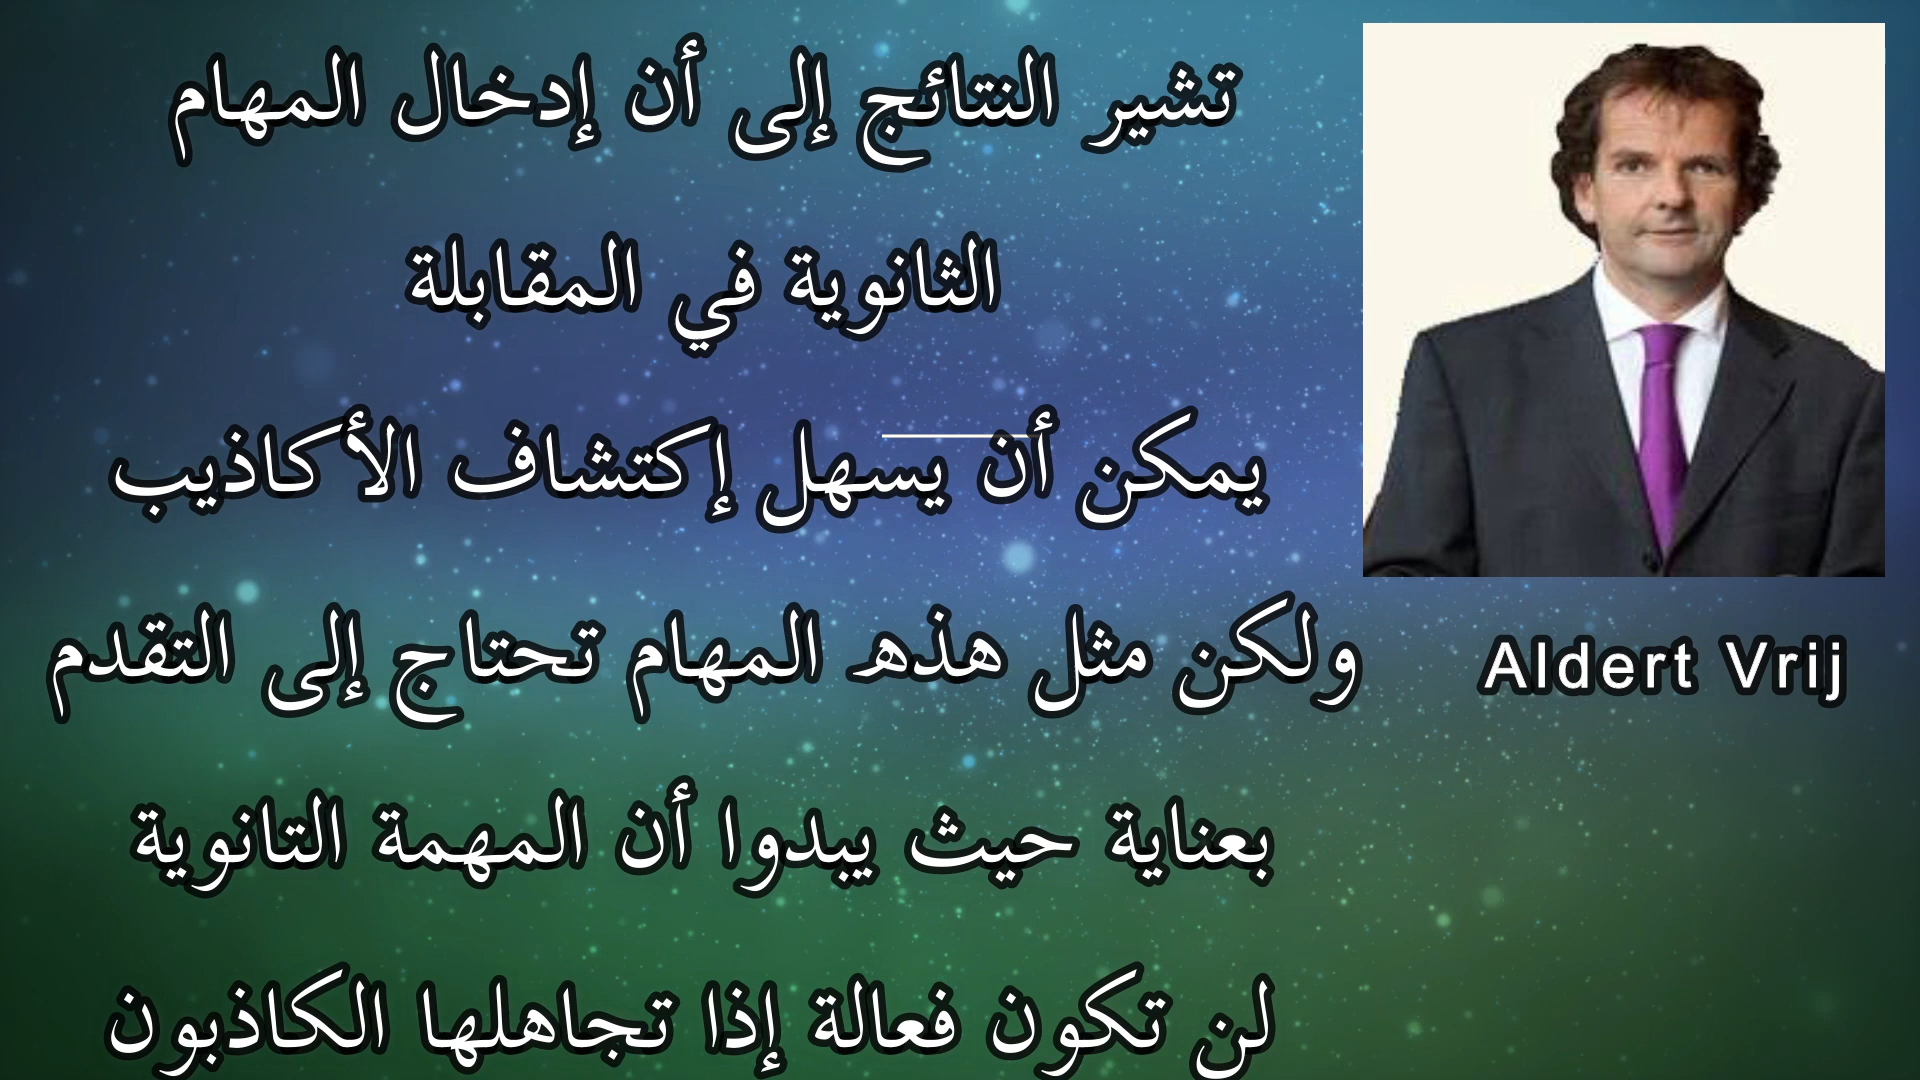 تشير النتائج إلى أن إدخال المهام
الثانوية في المقابلة
يمكن أن يسهل إكتشاف الأكاذيب
ولكن مثل هذه المهام تحتاج إلى التقدم
بعناية حيث يبدوا أن المهمة التانوية
لن تكون فعالة إذا تجاهلها الكاذبون
Aldert Vrij